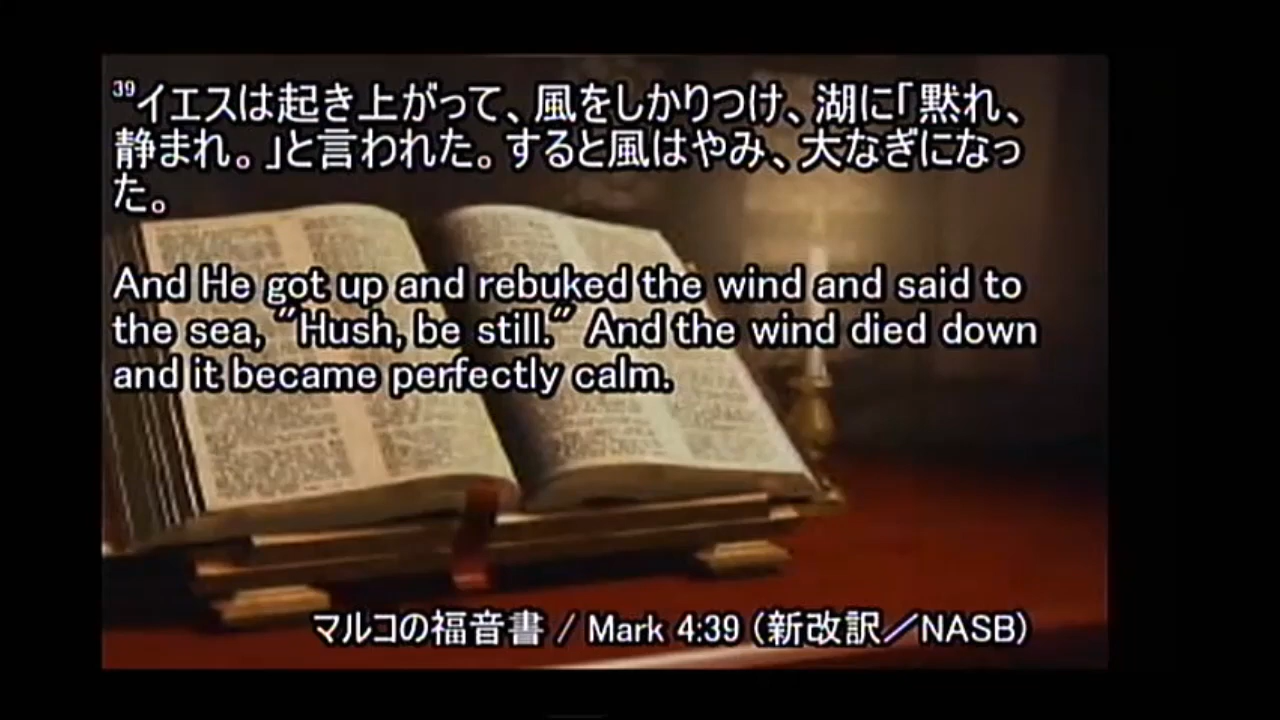 39イエスは起き上がって、風をしかりつけ、湖に「黙れ、
静まれ。」と言われた。すると風はやみ、大なぎになっ
た。
And He got up and rebuked the wind and said to
the sea, "Hush, be still." And the wind died down
and it became perfectly calm.
マルコの福音書 / Mark 4:39 (新改訳／NASB)